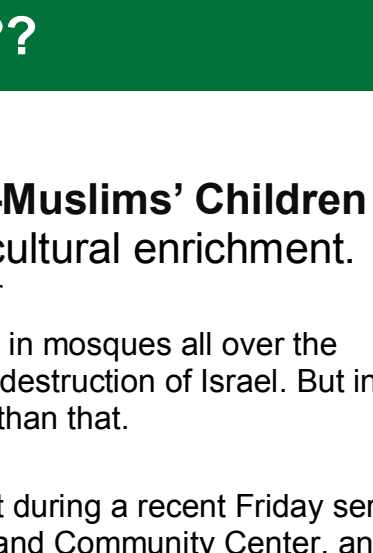 ??
-Muslims’ Children
cultural enrichment.
in mosques all over the
destruction of Israel. But in
than that.
t during a recent Friday ser
and Community Center, an